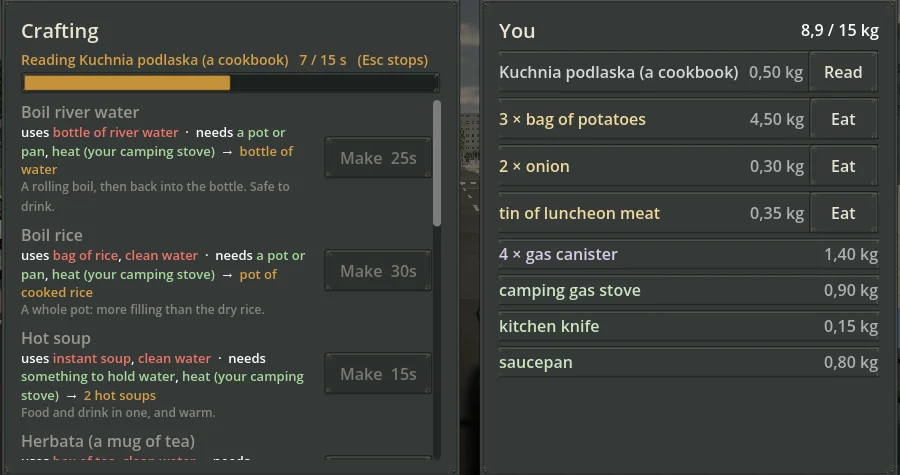 Crafting
Reading Kuchnia podlaska (a cookbook) 7 / 15 s (Esc stops)
Boil river water
uses bottle of river water · needs a pot or
pan, heat (your camping stove) → bottle of
water
A rolling boil, then back into the bottle. Safe to
drink.
Make 25s
Boil rice
uses bag of rice, clean water · needs a pot or
pan, heat (your camping stove) → pot of
cooked rice
A whole pot: more filling than the dry rice.
Make 30s
Hot soup
uses instant soup, clean water · needs
something to hold water, heat (your camping
stove) → 2 hot soups
Food and drink in one, and warm.
Make 15s
Herbata (a mug of tea)
uses box of tea, clean water · needs
You 8,9 / 15 kg
Kuchnia podlaska (a cookbook) 0,50 kg Read
3 × bag of potatoes 4,50 kg Eat
2 × onion 0,30 kg Eat
tin of luncheon meat 0,35 kg Eat
4 × gas canister 1,40 kg
camping gas stove 0,90 kg
kitchen knife 0,15 kg
saucepan 0,80 kg